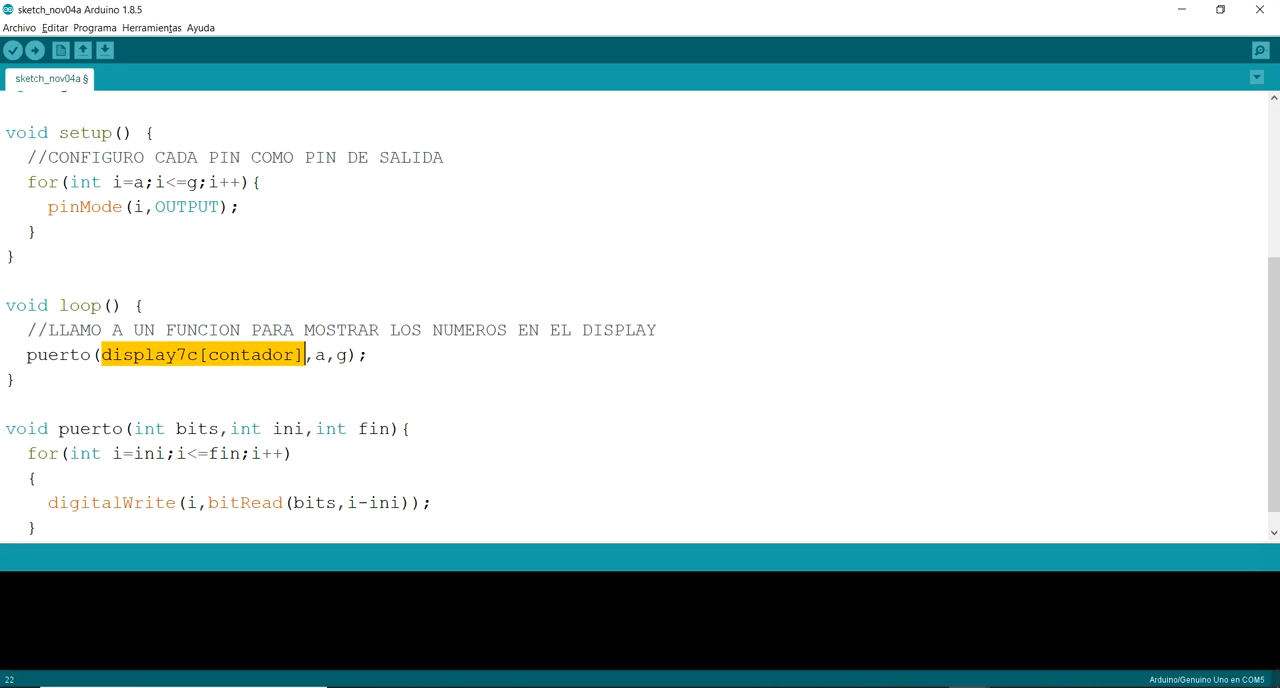 sketch_nov04a Arduino 1.8.5
Archivo Editar Programa Herramientas Ayuda
sketch_nov04a §
void setup() {
//CONFIGURO CADA PIN COMO PIN DE SALIDA
for(int i=a;i<=g;i++){
pinMode(i,OUTPUT);
}
}
void loop() {
//LLAMO A UN FUNCION PARA MOSTRAR LOS NUMEROS EN EL DISPLAY
puerto(display7c[contador],a,g);
}
void puerto(int bits,int ini,int fin){
for(int i=ini;i<=fin;i++)
{
digitalWrite(i,bitRead(bits,i-ini));
}
22
Arduino/Genuino Uno en COM5